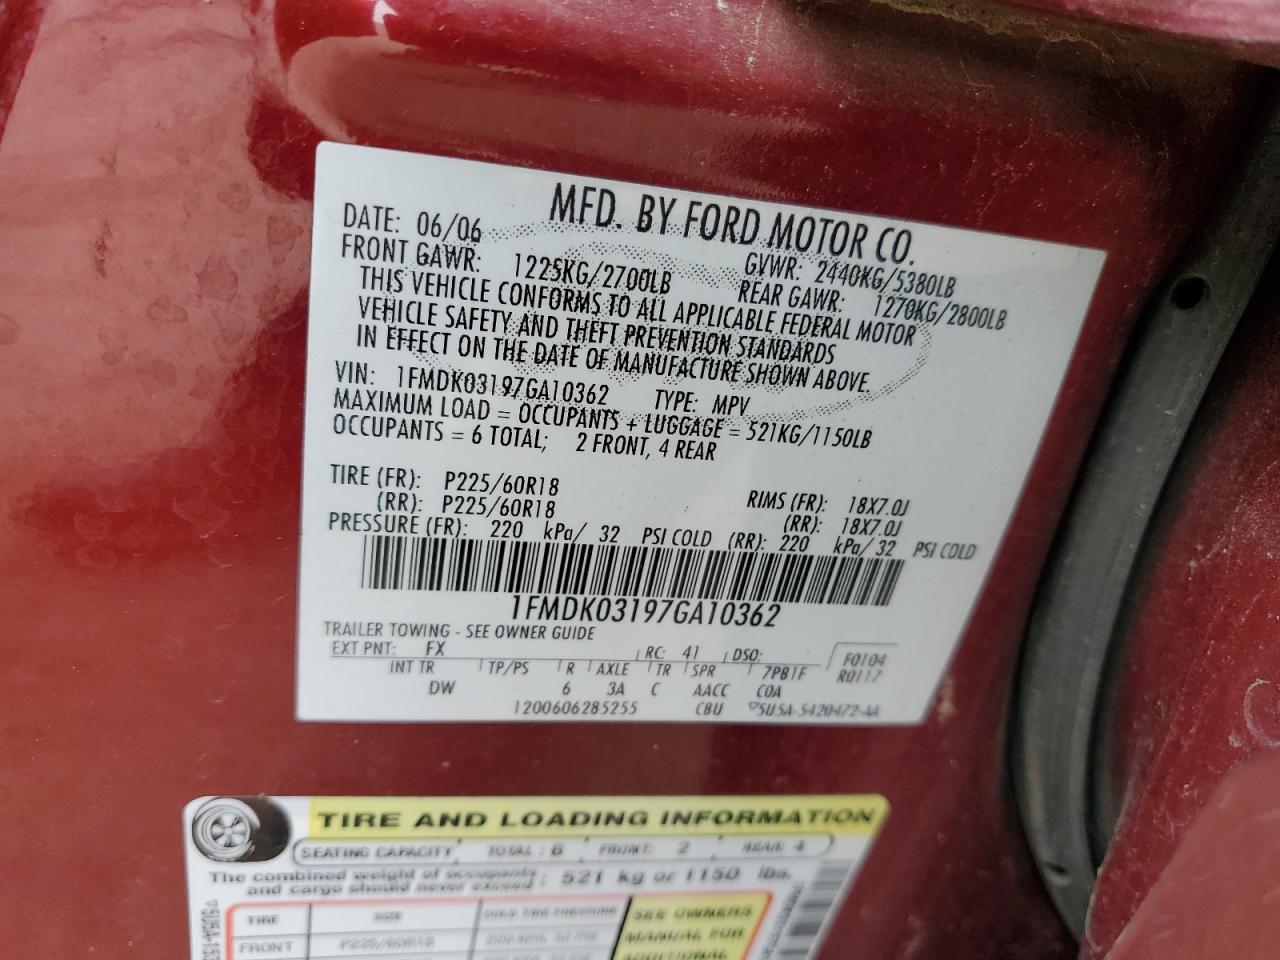 MFD. BY FORD MOTOR CO.
DATE: 06/06 GVWR: 2440KG/5380LB
FRONT GAWR: 1225KG/2700LB REAR GAWR: 1270KG/2800LB
THIS VEHICLE CONFORMS TO ALL APPLICABLE FEDERAL MOTOR
VEHICLE SAFETY AND THEFT PREVENTION STANDARDS
IN EFFECT ON THE DATE OF MANUFACTURE SHOWN ABOVE.
VIN: 1FMDK03197GA10362 TYPE: MPV
MAXIMUM LOAD = OCCUPANTS + LUGGAGE = 521KG/1150LB
OCCUPANTS = 6 TOTAL; 2 FRONT, 4 REAR
TIRE (FR): P225/60R18 RIMS (FR): 18X7.0J
(RR): P225/60R18 (RR): 18X7.0J
PRESSURE (FR): 220 kPa/ 32 PSI COLD (RR): 220 kPa/ 32 PSI COLD
1FMDK03197GA10362
TRAILER TOWING - SEE OWNER GUIDE
EXT PNT: FX RC: 41 DSO: F0104
INT TR TP/PS R AXLE TR SPR 7PB1F R0117
DW 6 3A C AACC COA
1200606285255 CBU 5U5A-5420472-AA
TIRE AND LOADING INFORMATION
SEATING CAPACITY TOTAL : 6 FRONT: 2 REAR: 4
The combined weight of occupants
and cargo should never exceed : 521 kg or 1150 lbs.
TIRE SIZE SEE OWNERS
FRONT P225/60R18 MANUAL FOR
ADDITIONAL